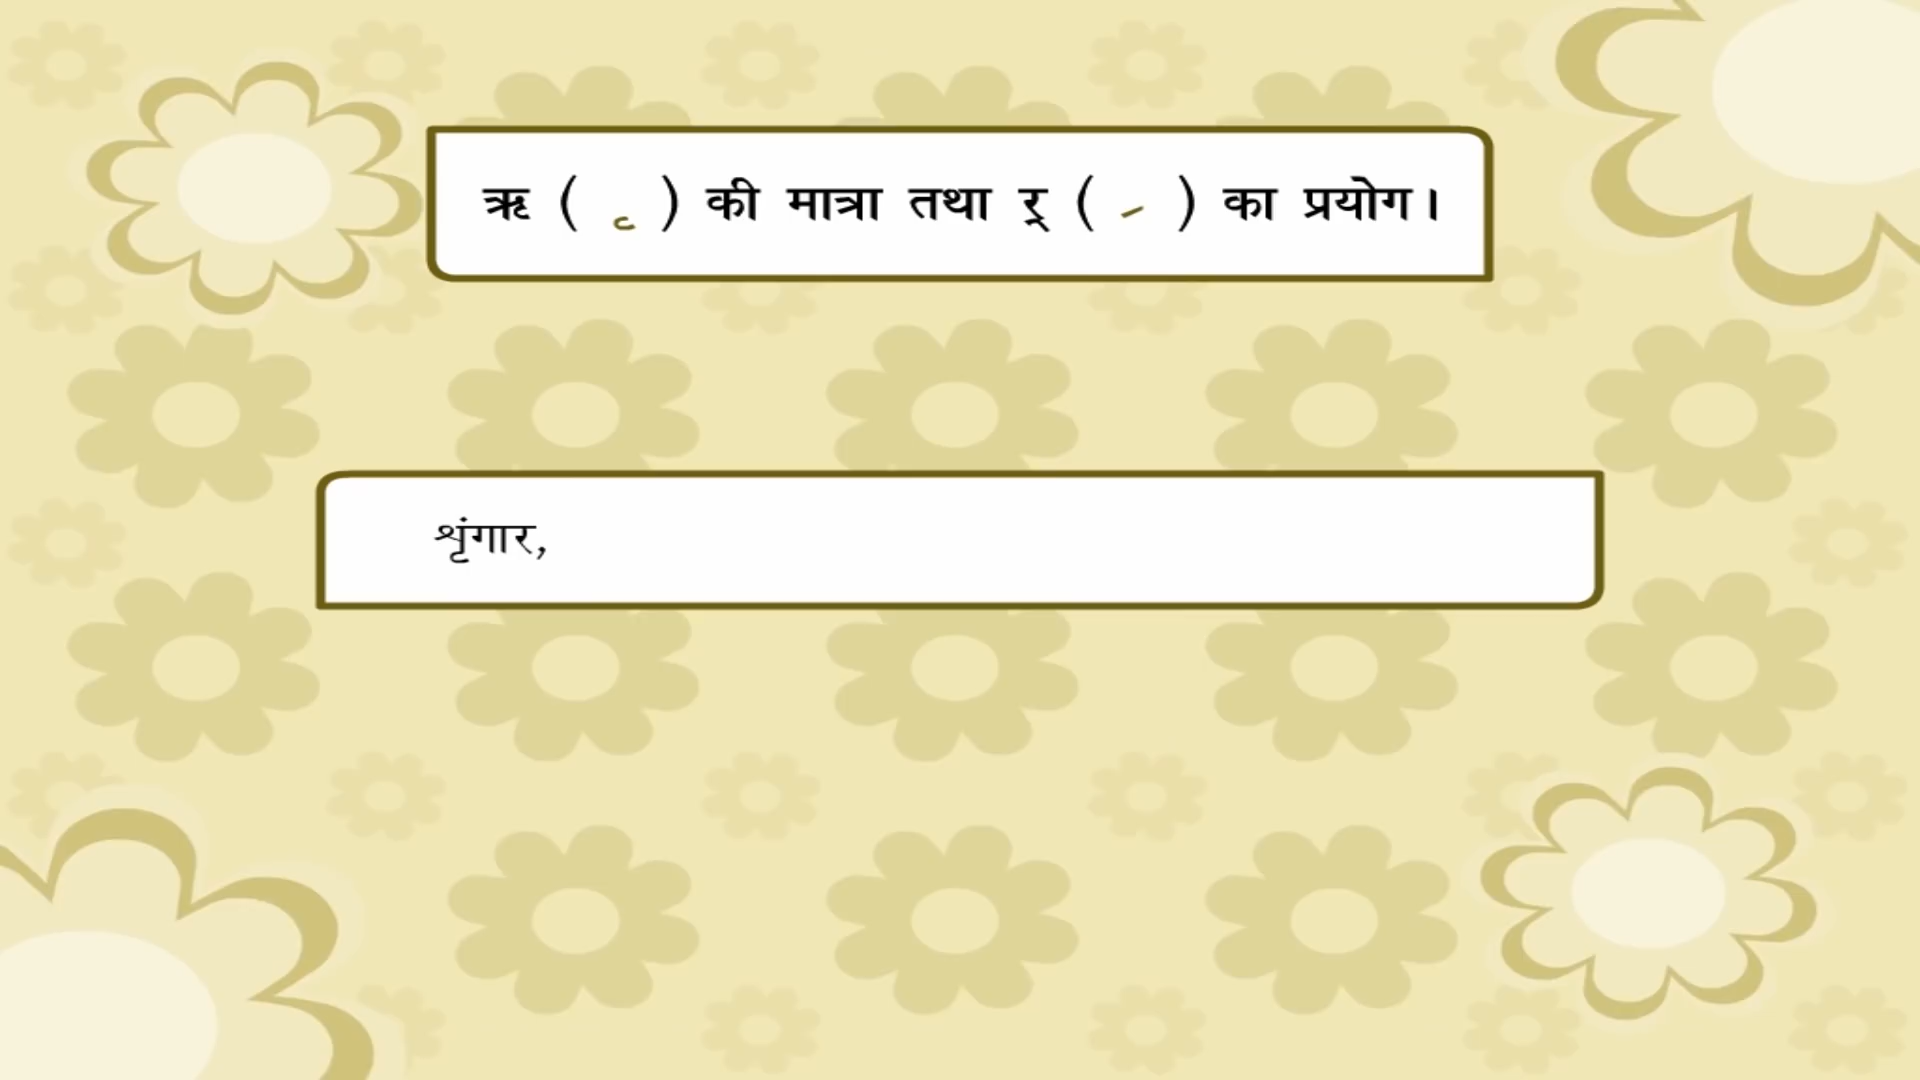 ऋ ( ृ ) की मात्रा तथा र् ( ्र ) का प्रयोग।
शृंगार,